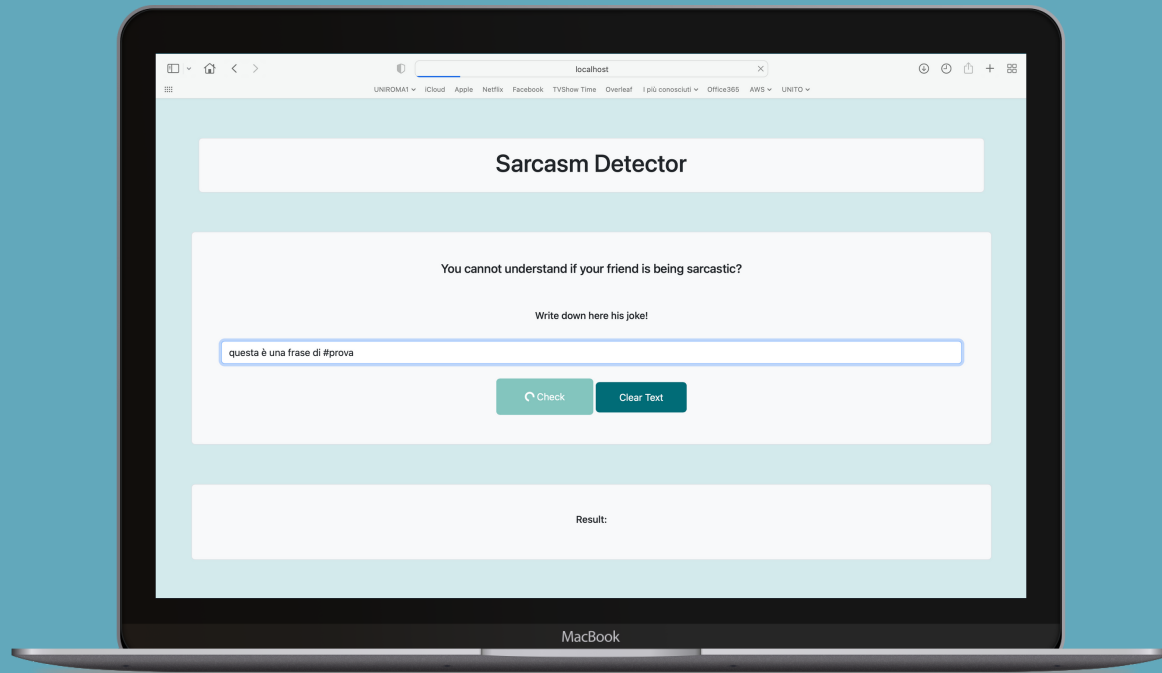 localhost
UNIROMA1 iCloud Apple Netflix Facebook TVShow Time Overleaf I più conosciuti Office365 AWS UNITO
Sarcasm Detector
You cannot understand if your friend is being sarcastic?
Write down here his joke!
questa è una frase di #prova
Check Clear Text
Result:
MacBook